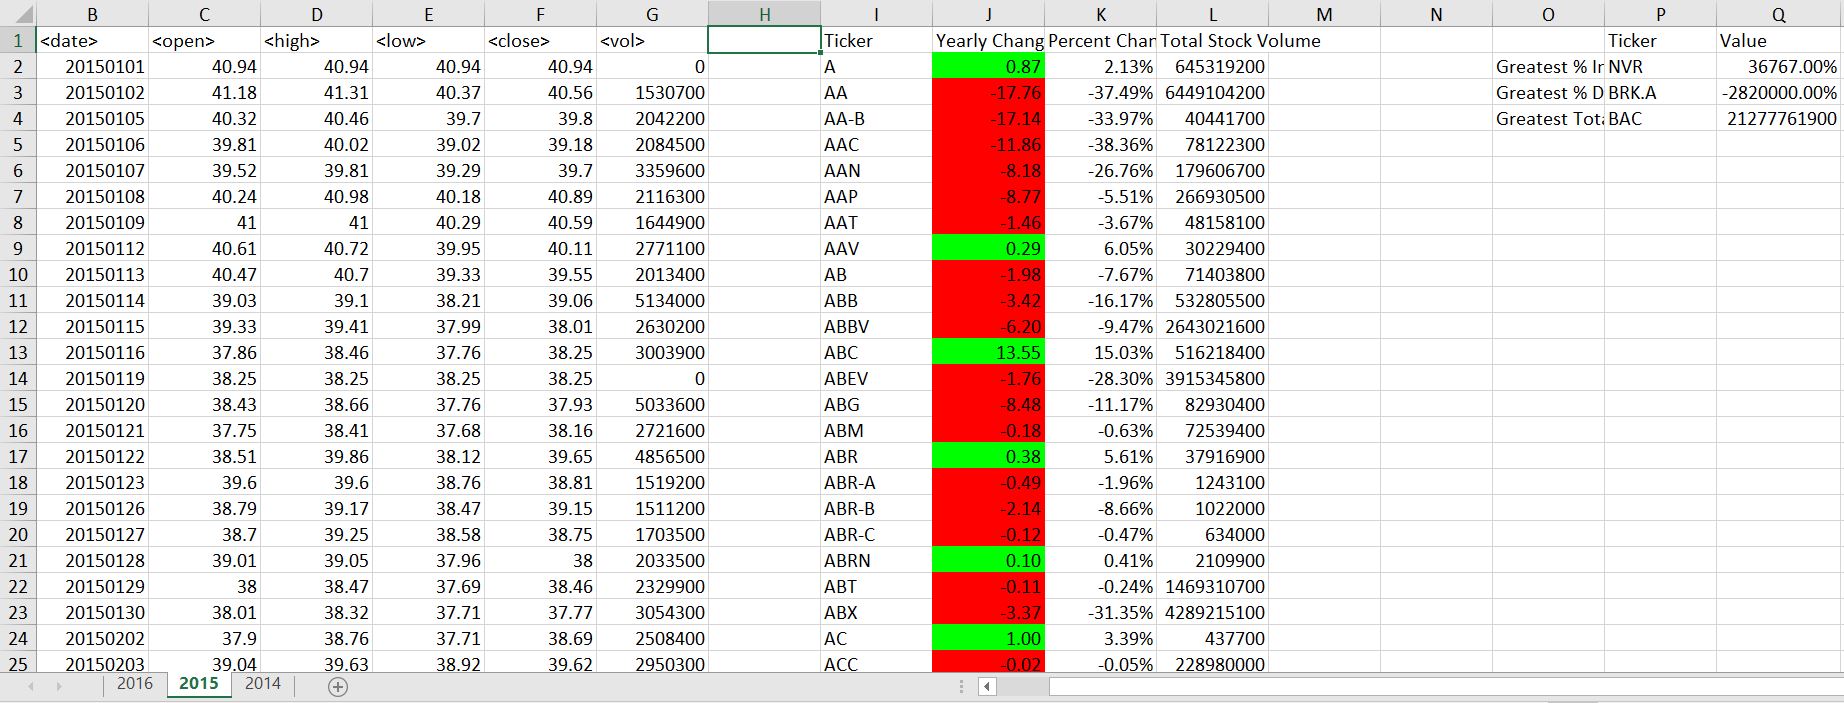 B C D E F G H I J K L M N O P Q
1 <date> <open> <high> <low> <close> <vol> Ticker Yearly Chang Percent Chan Total Stock Volume Ticker Value
2 20150101 40.94 40.94 40.94 40.94 0 A 0.87 2.13% 645319200 Greatest % In NVR 36767.00%
3 20150102 41.18 41.31 40.37 40.56 1530700 AA -17.76 -37.49% 6449104200 Greatest % D BRK.A -2820000.00%
4 20150105 40.32 40.46 39.7 39.8 2042200 AA-B -17.14 -33.97% 40441700 Greatest Tota BAC 21277761900
5 20150106 39.81 40.02 39.02 39.18 2084500 AAC -11.86 -38.36% 78122300
6 20150107 39.52 39.81 39.29 39.7 3359600 AAN -8.18 -26.76% 179606700
7 20150108 40.24 40.98 40.18 40.89 2116300 AAP -8.77 -5.51% 266930500
8 20150109 41 41 40.29 40.59 1644900 AAT -1.46 -3.67% 48158100
9 20150112 40.61 40.72 39.95 40.11 2771100 AAV 0.29 6.05% 30229400
10 20150113 40.47 40.7 39.33 39.55 2013400 AB -1.98 -7.67% 71403800
11 20150114 39.03 39.1 38.21 39.06 5134000 ABB -3.42 -16.17% 532805500
12 20150115 39.33 39.41 37.99 38.01 2630200 ABBV -6.20 -9.47% 2643021600
13 20150116 37.86 38.46 37.76 38.25 3003900 ABC 13.55 15.03% 516218400
14 20150119 38.25 38.25 38.25 38.25 0 ABEV -1.76 -28.30% 3915345800
15 20150120 38.43 38.66 37.76 37.93 5033600 ABG -8.48 -11.17% 82930400
16 20150121 37.75 38.41 37.68 38.16 2721600 ABM -0.18 -0.63% 72539400
17 20150122 38.51 39.86 38.12 39.65 4856500 ABR 0.38 5.61% 37916900
18 20150123 39.6 39.6 38.76 38.81 1519200 ABR-A -0.49 -1.96% 1243100
19 20150126 38.79 39.17 38.47 39.15 1511200 ABR-B -2.14 -8.66% 1022000
20 20150127 38.7 39.25 38.58 38.75 1703500 ABR-C -0.12 -0.47% 634000
21 20150128 39.01 39.05 37.96 38 2033500 ABRN 0.10 0.41% 2109900
22 20150129 38 38.47 37.69 38.46 2329900 ABT -0.11 -0.24% 1469310700
23 20150130 38.01 38.32 37.71 37.77 3054300 ABX -3.37 -31.35% 4289215100
24 20150202 37.9 38.76 37.71 38.69 2508400 AC 1.00 3.39% 437700
25 20150203 39.04 39.63 38.92 39.62 2950300 ACC -0.02 -0.05% 228980000
2016 2015 2014